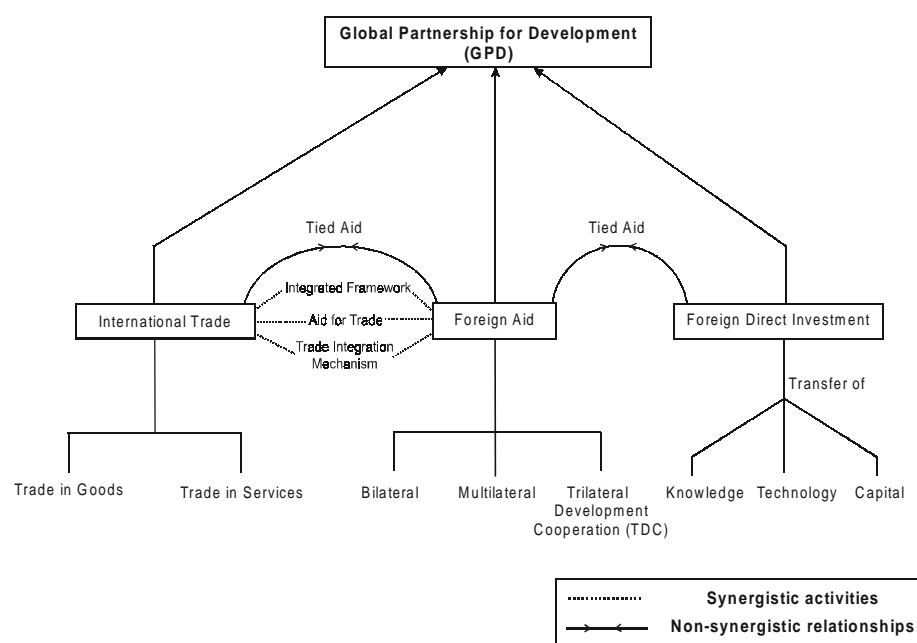 Global Partnership for Development
(GPD)
Tied Aid
Tied Aid
Integrated Framework
International Trade
Aid for Trade
Foreign Aid
Foreign Direct Investment
Trade Integration
Mechanism
Transfer of
Trade in Goods
Trade in Services
Bilateral
Multilateral
Trilateral
Development
Cooperation (TDC)
Knowledge
Technology
Capital
Synergistic activities
Non-synergistic relationships